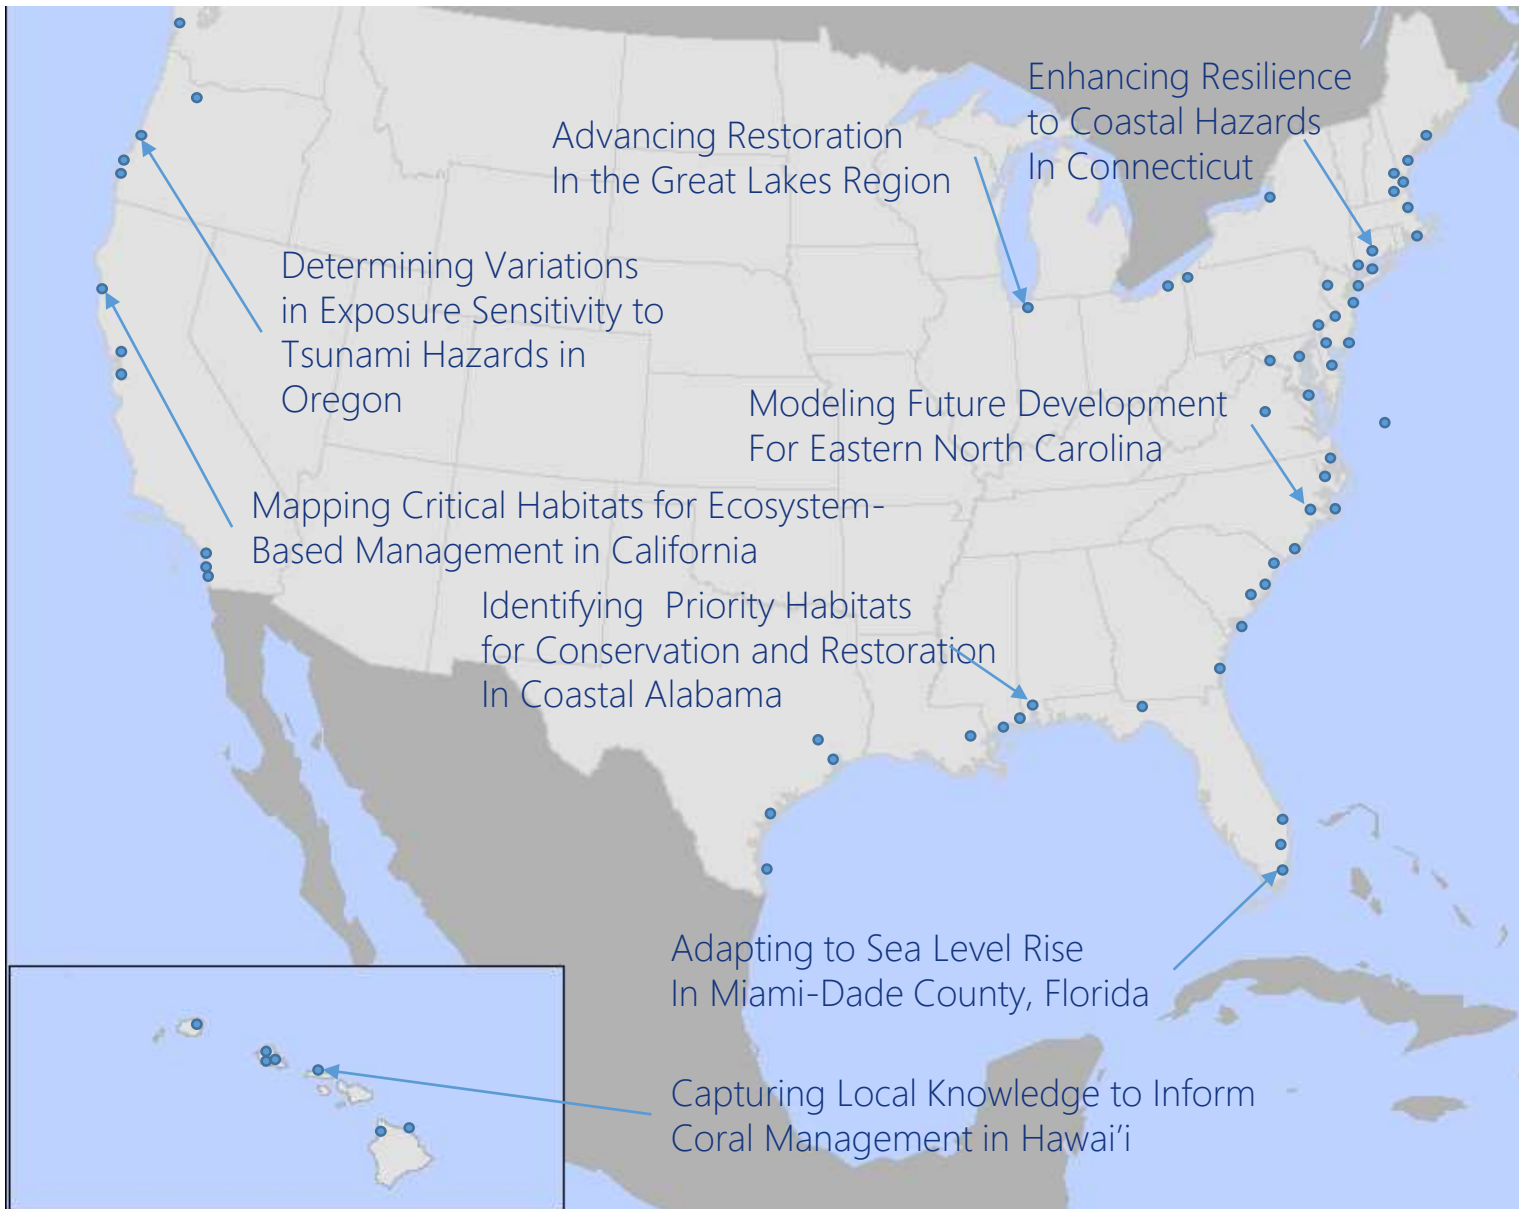 Enhancing Resilience
to Coastal Hazards
In Connecticut
Advancing Restoration
In the Great Lakes Region
Determining Variations
in Exposure Sensitivity to
Tsunami Hazards in
Oregon
Modeling Future Development
For Eastern North Carolina
Mapping Critical Habitats for Ecosystem-
Based Management in California
Identifying  Priority Habitats
for Conservation and Restoration
In Coastal Alabama
Adapting to Sea Level Rise
In Miami-Dade County, Florida
Capturing Local Knowledge to Inform
Coral Management in Hawai'i